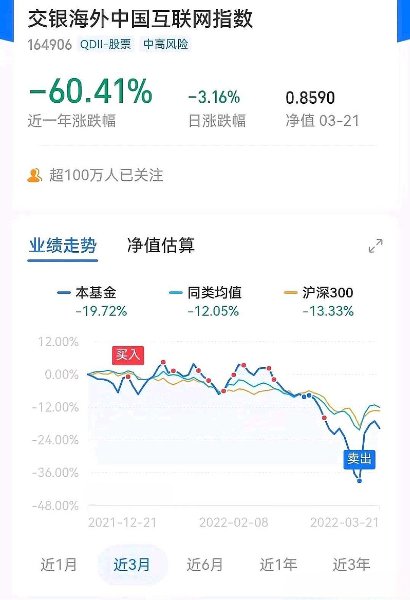 交银海外中国互联网指数
164906 QDII-股票 中高风险
-60.41% -3.16% 0.8590
近一年涨跌幅 日涨跌幅 净值 03-21
超100万人已关注
业绩走势 净值估算
本基金 同类均值 沪深300
-19.72% -12.05% -13.33%
12.00%
买入
0.00%
-12.00%
-24.00%
卖出
-36.00%
-48.00%
2021-12-21 2022-02-08 2022-03-21
近1月 近3月 近6月 近1年 近3年